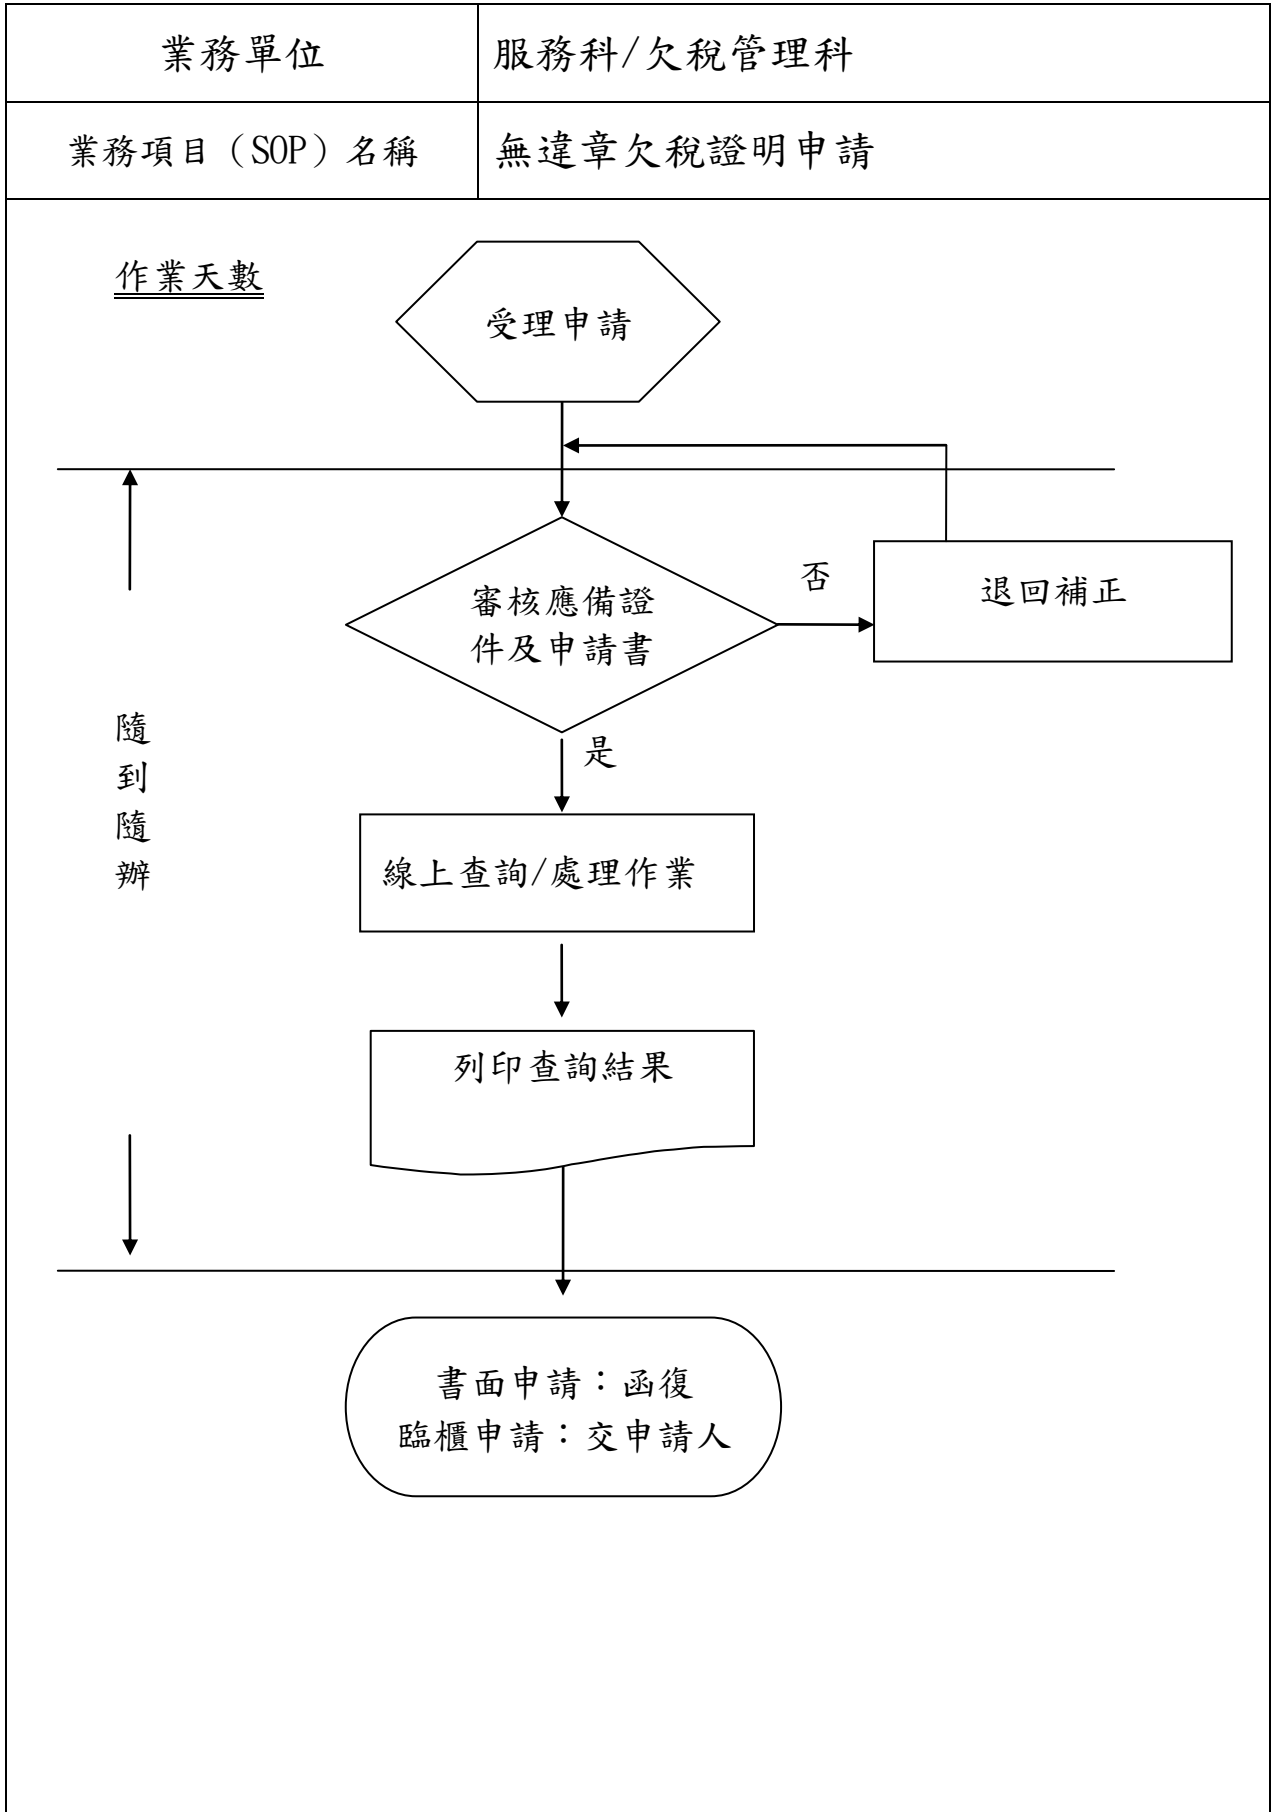 業務單位
服務科/欠稅管理科
業務項目（SOP）名稱
無違章欠稅證明申請
作業天數
受理申請
審核應備證
件及申請書
否
退回補正
是
隨
到
隨
辦
線上查詢/處理作業
列印查詢結果
書面申請：函復
臨櫃申請：交申請人